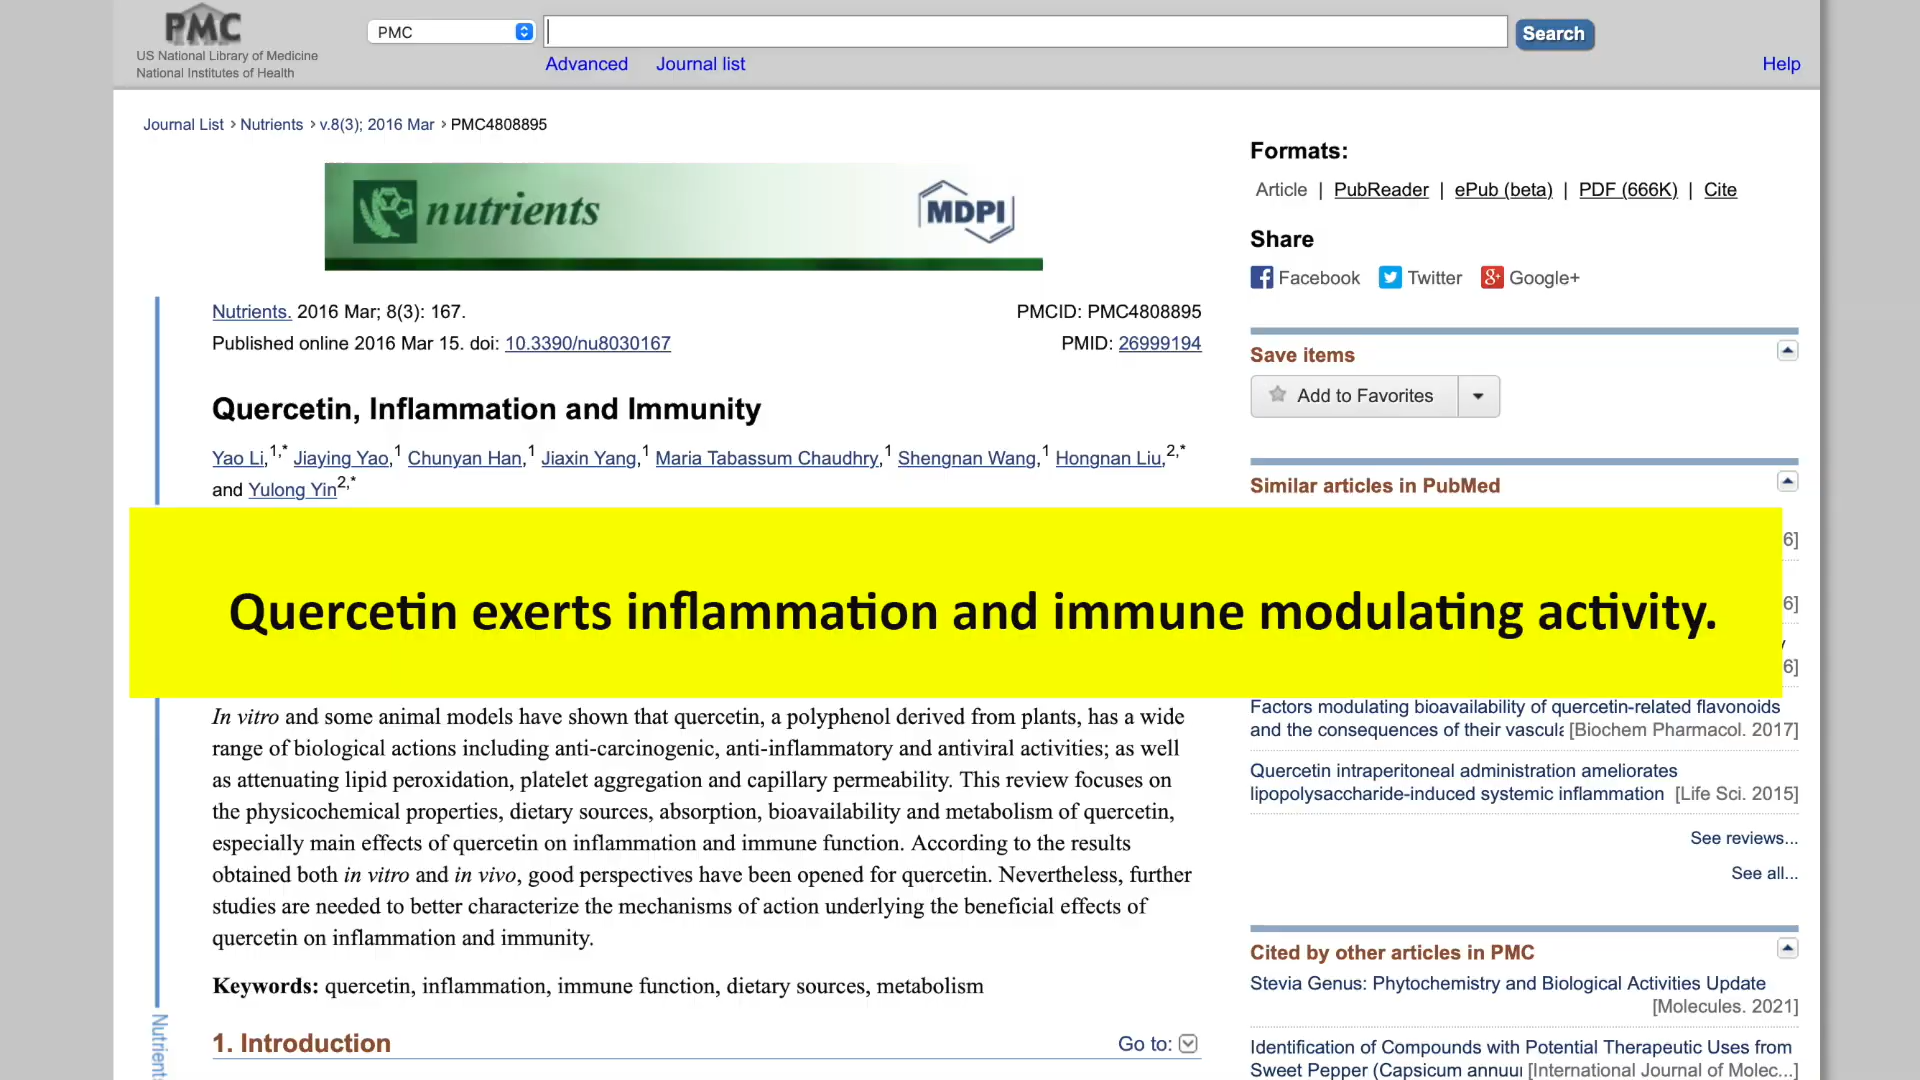 PMC
US National Library of Medicine
National Institutes of Health
PMC
Search
Advanced Journal list
Help
Journal List > Nutrients > v.8(3); 2016 Mar > PMC4808895
nutrients
MDPI
Nutrients. 2016 Mar; 8(3): 167.
PMCID: PMC4808895
Published online 2016 Mar 15. doi: 10.3390/nu8030167
PMID: 26999194
Quercetin, Inflammation and Immunity
Yao Li,1,* Jiaying Yao,1 Chunyan Han,1 Jiaxin Yang,1 Maria Tabassum Chaudhry,1 Shengnan Wang,1 Hongnan Liu,2,*
and Yulong Yin2,*
Quercetin exerts inflammation and immune modulating activity.
In vitro and some animal models have shown that quercetin, a polyphenol derived from plants, has a wide
range of biological actions including anti-carcinogenic, anti-inflammatory and antiviral activities; as well
as attenuating lipid peroxidation, platelet aggregation and capillary permeability. This review focuses on
the physicochemical properties, dietary sources, absorption, bioavailability and metabolism of quercetin,
especially main effects of quercetin on inflammation and immune function. According to the results
obtained both in vitro and in vivo, good perspectives have been opened for quercetin. Nevertheless, further
studies are needed to better characterize the mechanisms of action underlying the beneficial effects of
quercetin on inflammation and immunity.
Keywords: quercetin, inflammation, immune function, dietary sources, metabolism
1. Introduction
Go to:
Nutrients
Formats:
Article | PubReader | ePub (beta) | PDF (666K) | Cite
Share
Facebook Twitter Google+
Save items
Add to Favorites
Similar articles in PubMed
6]
6]
6]
Factors modulating bioavailability of quercetin-related flavonoids
and the consequences of their vascula [Biochem Pharmacol. 2017]
Quercetin intraperitoneal administration ameliorates
lipopolysaccharide-induced systemic inflammation [Life Sci. 2015]
See reviews...
See all...
Cited by other articles in PMC
Stevia Genus: Phytochemistry and Biological Activities Update
[Molecules. 2021]
Identification of Compounds with Potential Therapeutic Uses from
Sweet Pepper (Capsicum annuu [International Journal of Molec...]